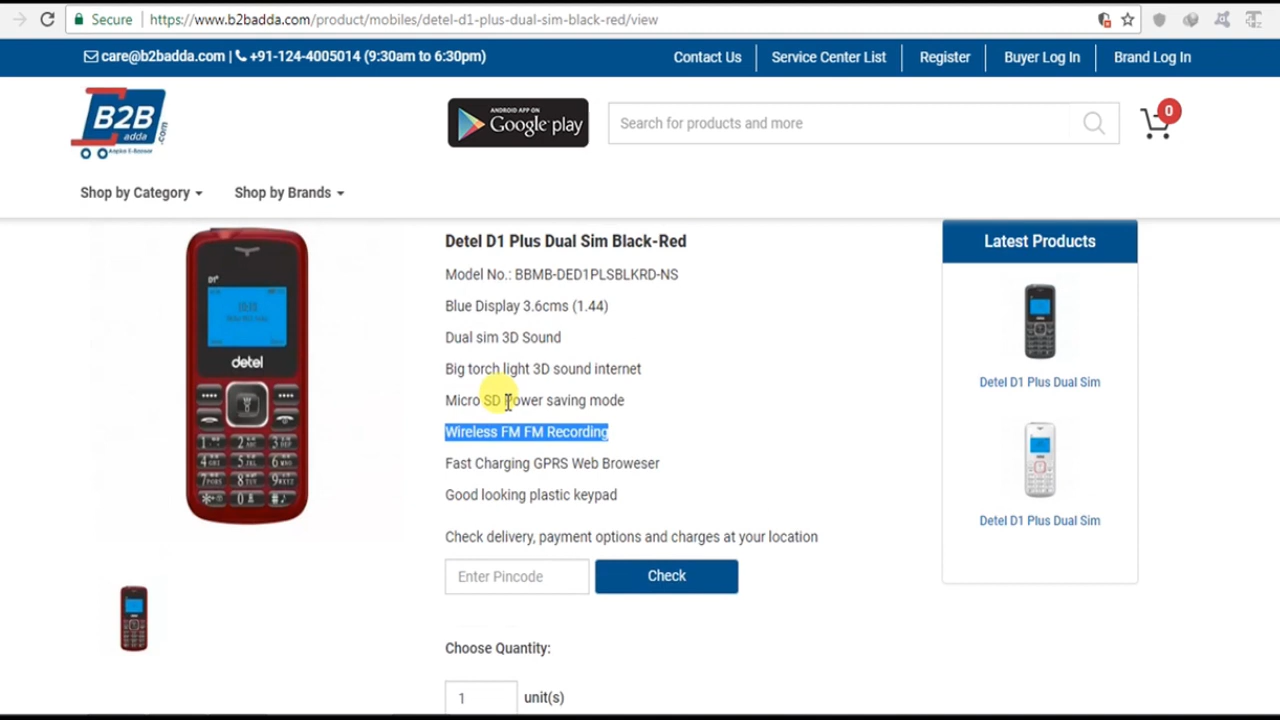 Secure | https://www.b2badda.com/product/mobiles/detel-d1-plus-dual-sim-black-red/view
care@b2badda.com | +91-124-4005014 (9:30am to 6:30pm)
Contact Us
Service Center List
Register
Buyer Log In
Brand Log In
B2B
adda
.com
ANDROID APP ON
Google play
Search for products and more
0
Shop by Category
Shop by Brands
D1+
detel
Detel D1 Plus Dual Sim Black-Red
Model No.: BBMB-DED1PLSBLKRD-NS
Blue Display 3.6cms (1.44)
Dual sim 3D Sound
Big torch light 3D sound internet
Micro SD Power saving mode
Wireless FM FM Recording
Fast Charging GPRS Web Broweser
Good looking plastic keypad
Check delivery, payment options and charges at your location
Enter Pincode
Check
Choose Quantity:
1
unit(s)
Latest Products
Detel D1 Plus Dual Sim
Detel D1 Plus Dual Sim